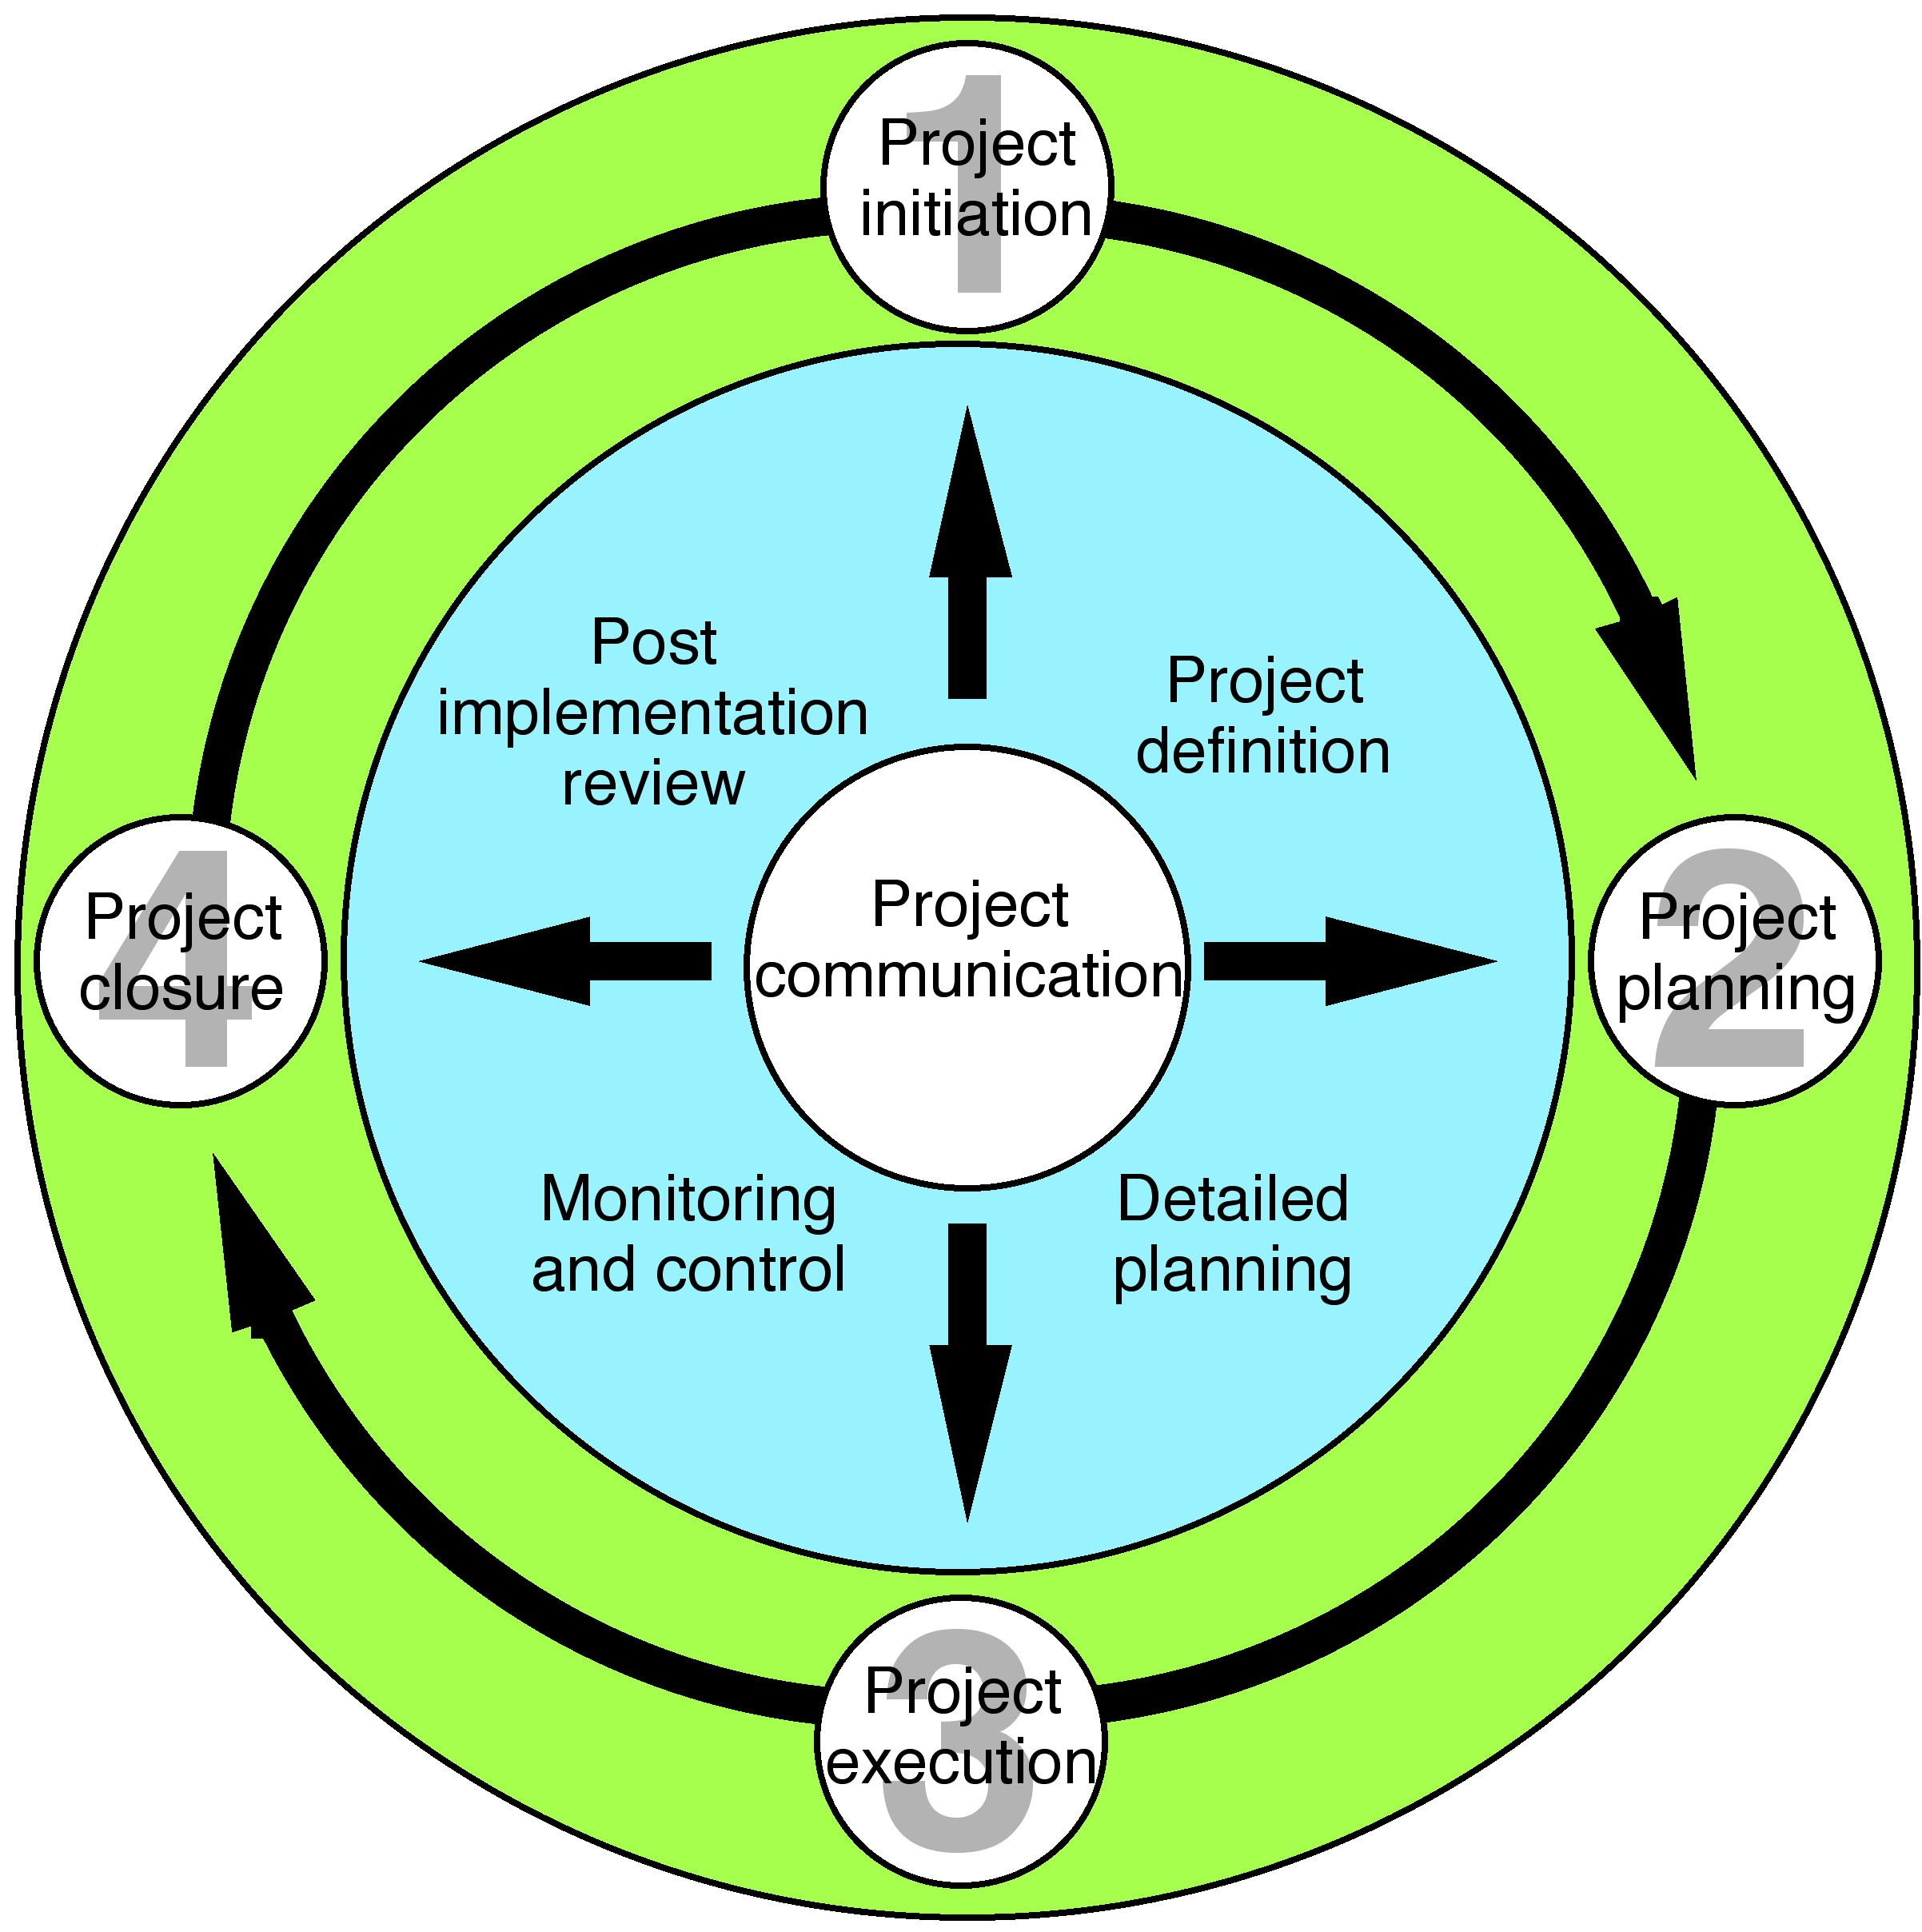 1
Project
initiation
Post
implementation
review
Project
definition
4
Project
closure
Project
communication
2
Project
planning
Monitoring
and control
Detailed
planning
3
Project
execution